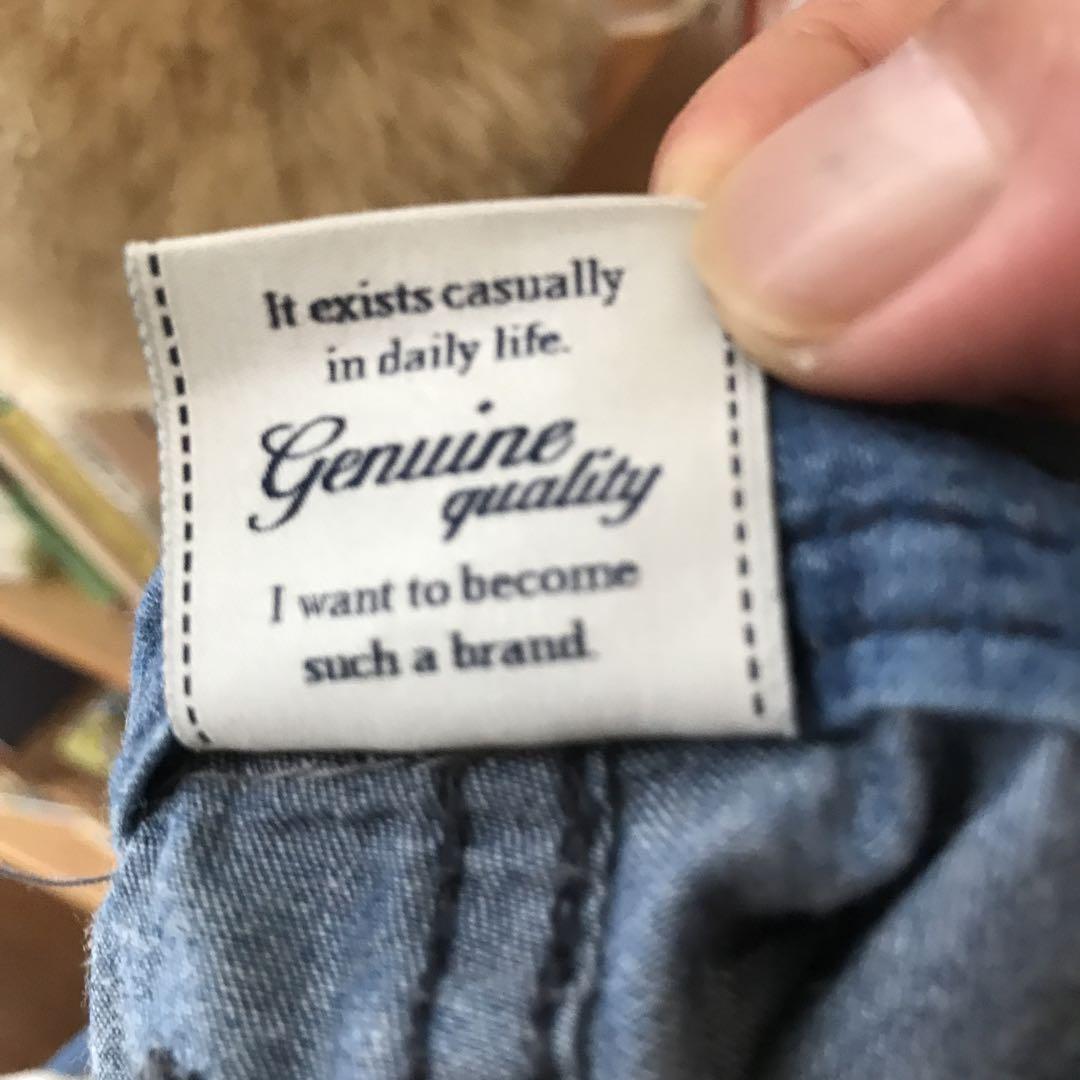 It exists casually
in daily life.
Genuine
quality
I want to become
such a brand.